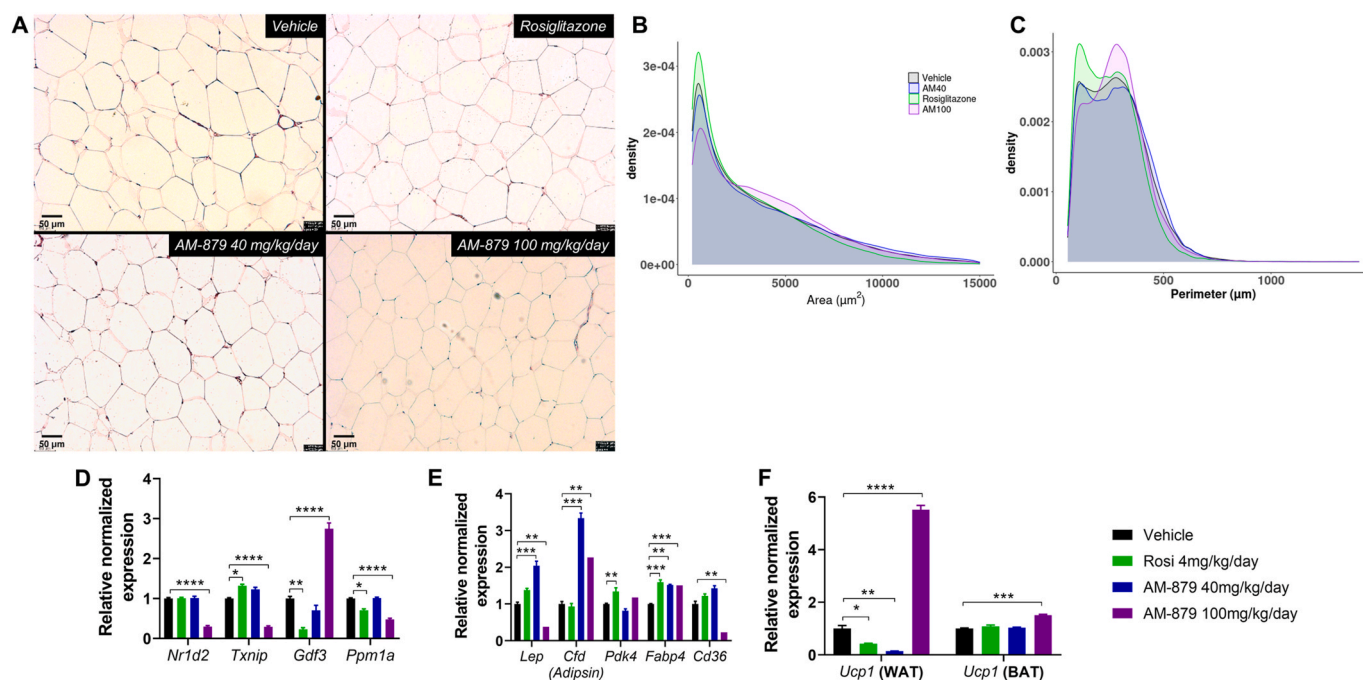 A
Vehicle
Rosiglitazone
50 µm
50 µm
AM-879 40 mg/kg/day
AM-879 100 mg/kg/day
50 µm
50 µm
B
3e-04
2e-04
1e-04
0e+00
density
Vehicle
AM40
Rosiglitazone
AM100
0
5000
10000
15000
Area (µm²)
C
0.003
0.002
0.001
0.000
density
0
500
1000
Perimeter (µm)
D
Relative normalized
expression
4
3
2
1
0
****
****
*
****
**
****
*
Nr1d2
Txnip
Gdf3
Ppm1a
E
Relative normalized
expression
4
3
2
1
0
**
***
**
***
**
***
**
***
**
Lep
Cfd
(Adipsin)
Pdk4
Fabp4
Cd36
F
Relative normalized
expression
6
4
2
0
****
**
*
***
Ucp1 (WAT)
Ucp1 (BAT)
Vehicle
Rosi 4mg/kg/day
AM-879 40mg/kg/day
AM-879 100mg/kg/day